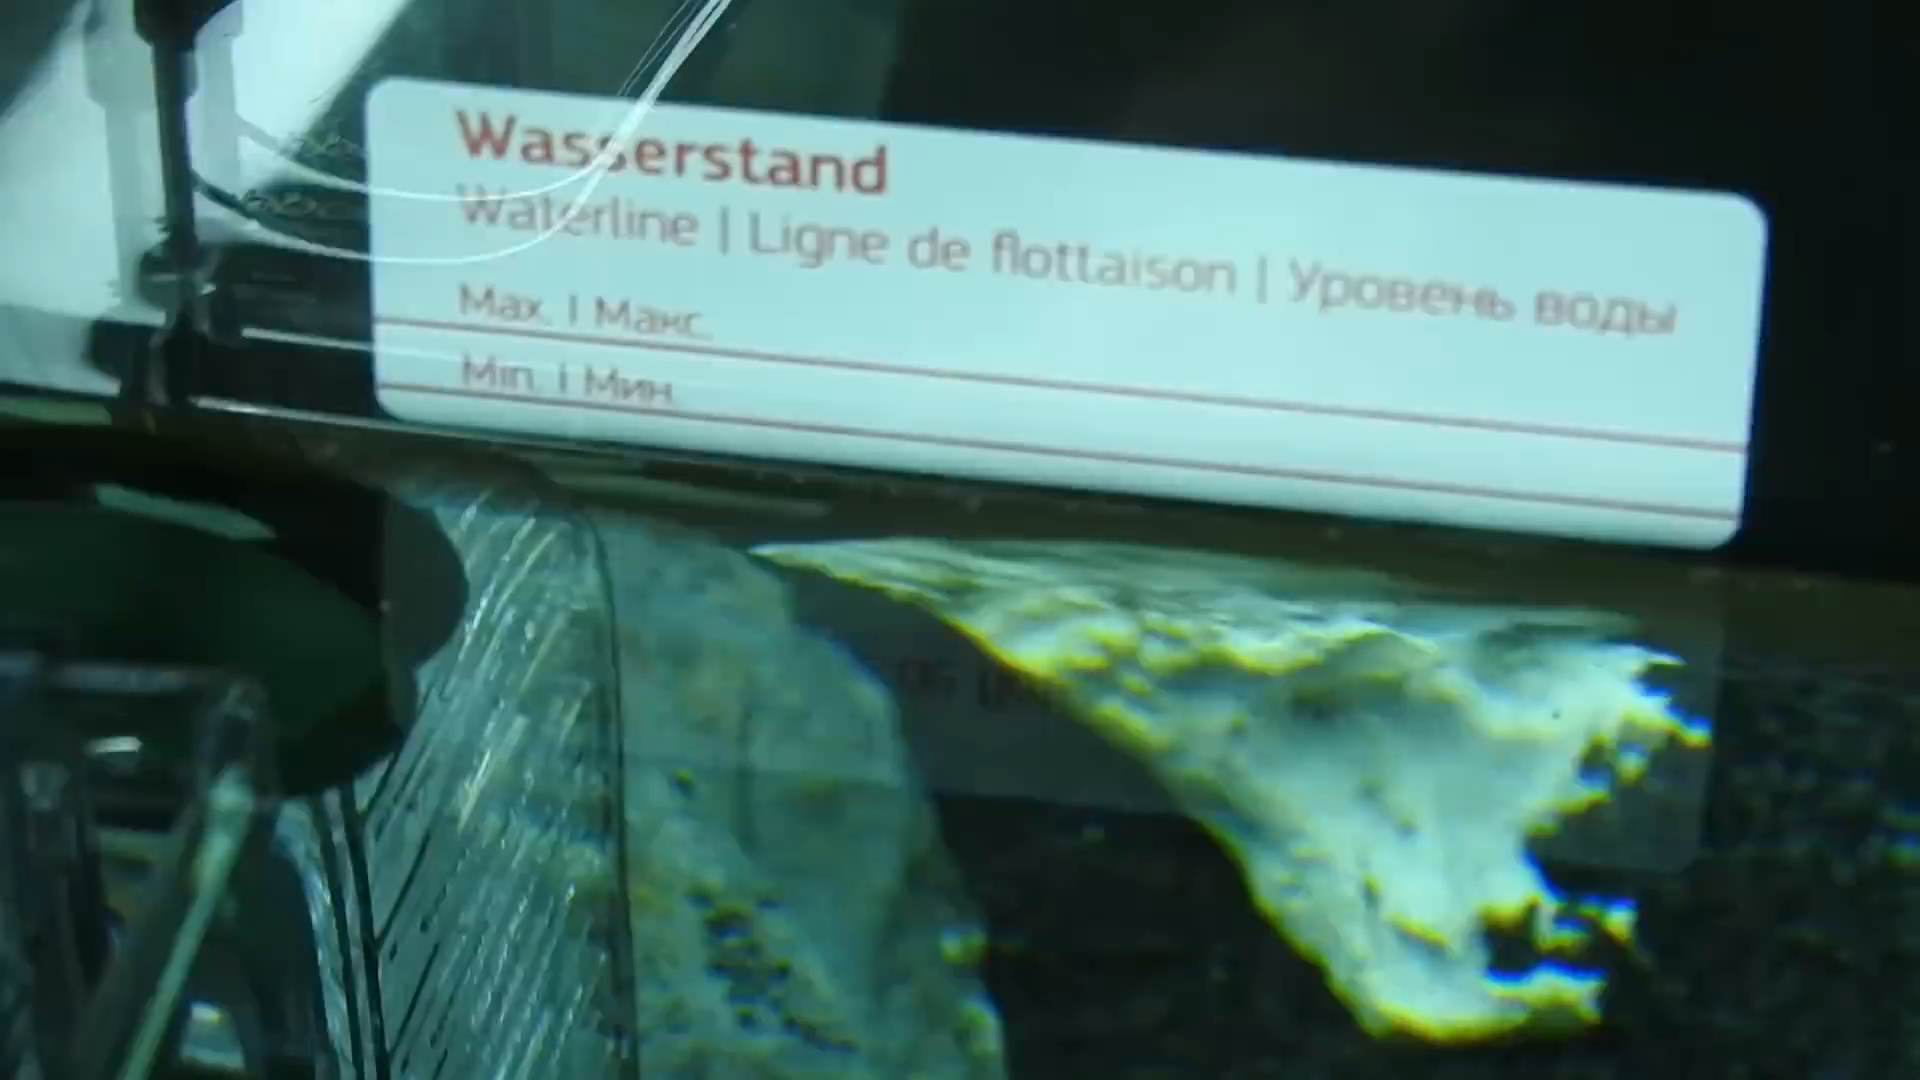 Wasserstand
Waterline | Ligne de flottaison | Уровень воды
Max. | Макс.
Min. | Мин.